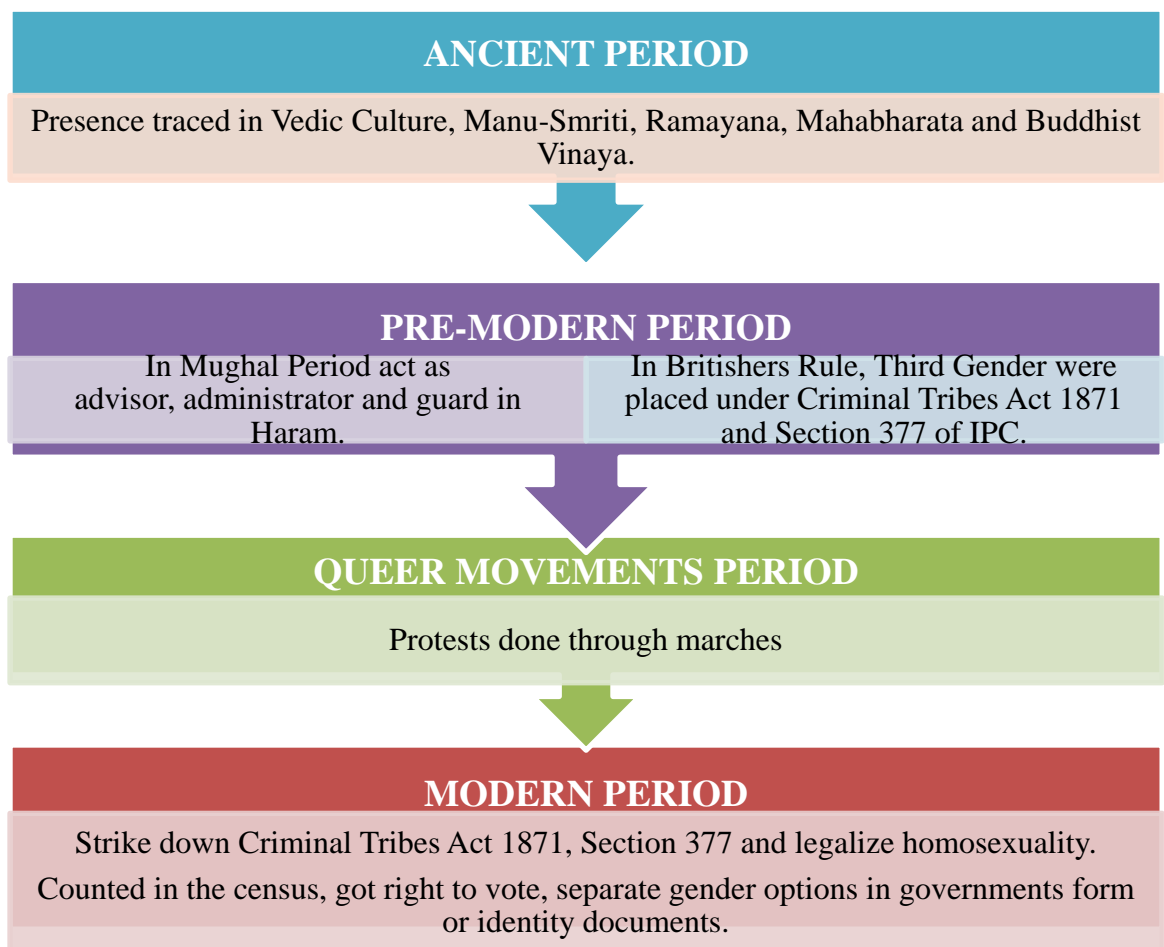 ANCIENT PERIOD
Presence traced in Vedic Culture, Manu-Smriti, Ramayana, Mahabharata and Buddhist
Vinaya.
PRE-MODERN PERIOD
In Mughal Period act as
advisor, administrator and guard in
Haram.
In Britishers Rule, Third Gender were
placed under Criminal Tribes Act 1871
and Section 377 of IPC.
QUEER MOVEMENTS PERIOD
Protests done through marches
MODERN PERIOD
Strike down Criminal Tribes Act 1871, Section 377 and legalize homosexuality.
Counted in the census, got right to vote, separate gender options in governments form
or identity documents.